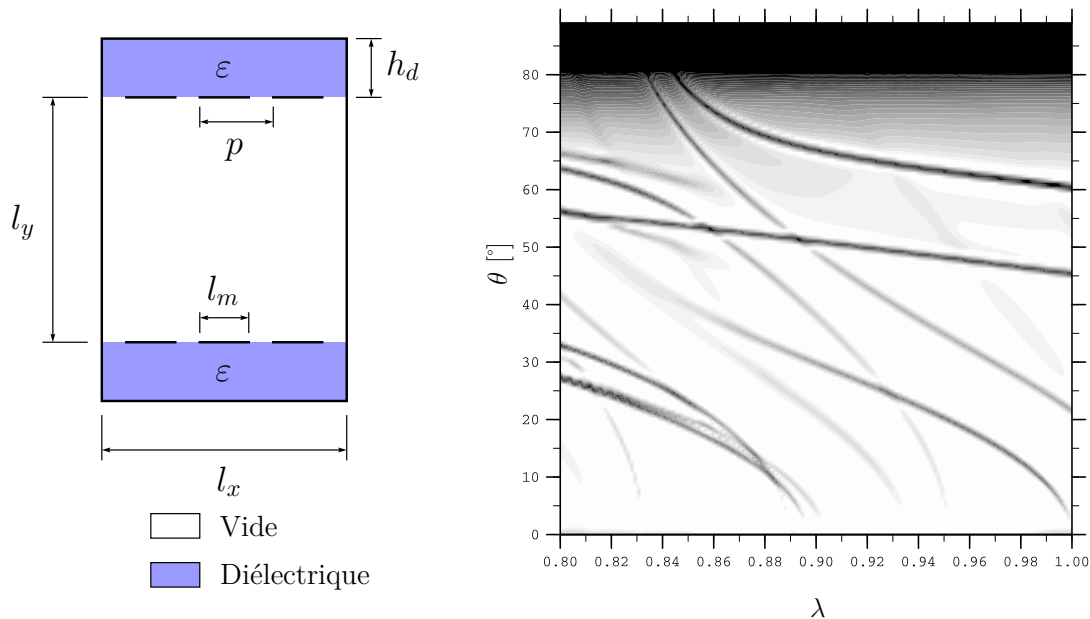 ε
h_d
p
l_y
l_m
ε
l_x
Vide
Diélectrique
θ [°]
80
70
60
50
40
30
20
10
0
0.80 0.82 0.84 0.86 0.88 0.90 0.92 0.94 0.96 0.98 1.00
λ